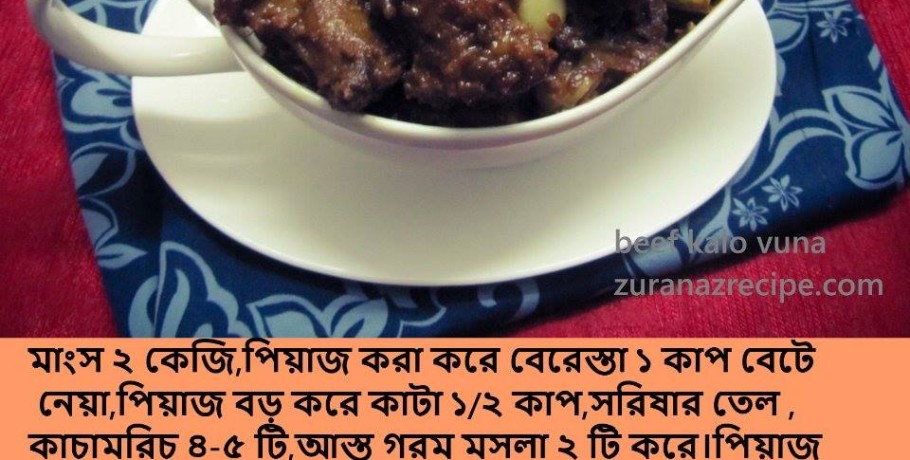 beef kalo vuna
zuranazrecipe.com
মাংস ২ কেজি,পিয়াজ করা করে বেরেস্তা ১ কাপ বেটে
নেয়া,পিয়াজ বড় করে কাটা ১/২ কাপ,সরিষার তেল ,
কাচামরিচ ৪-৫ টি,আস্ত গরম মসলা ২ টি করে।পিয়াজ